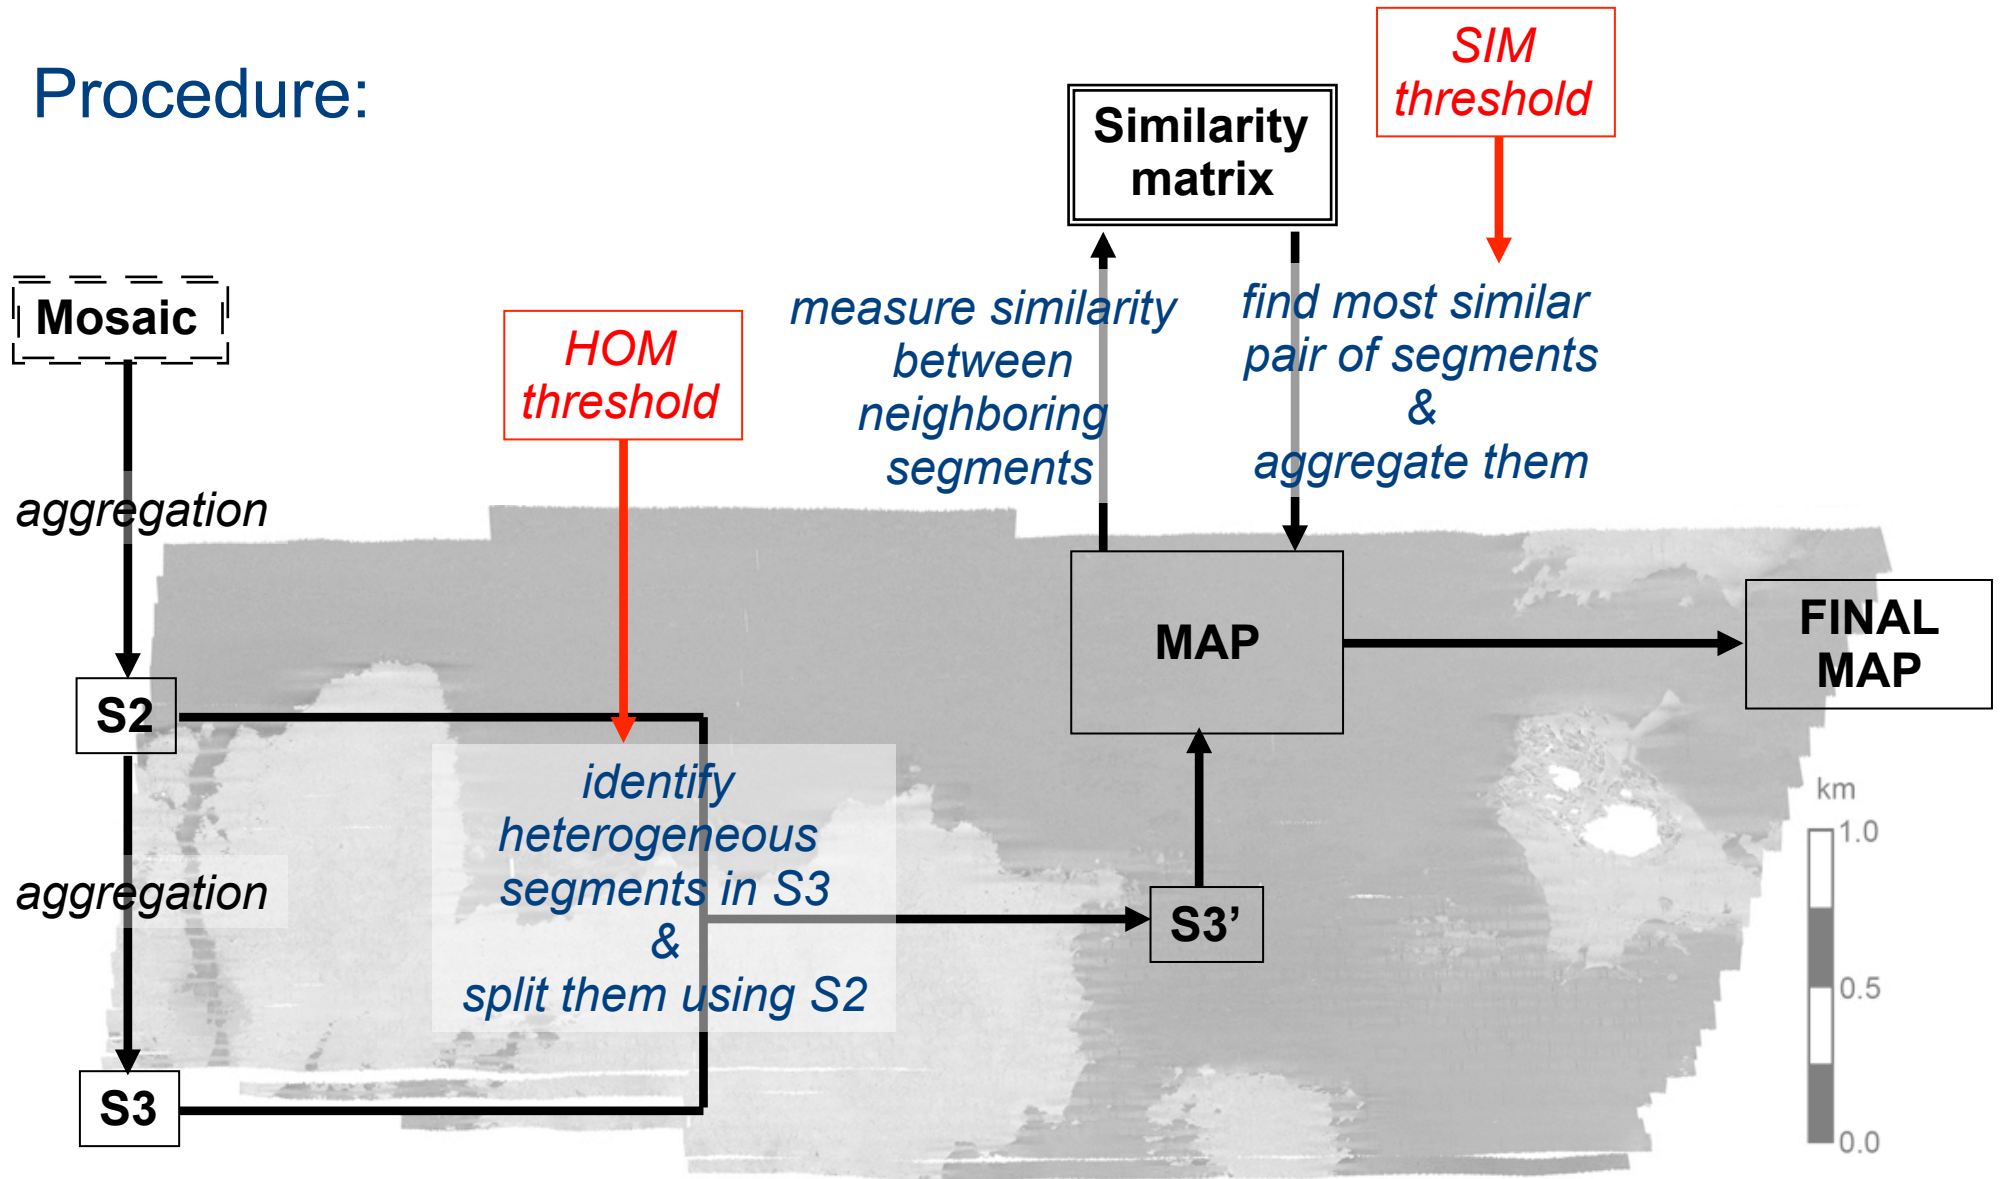 Procedure:
SIM
threshold
Similarity
matrix
Mosaic
HOM
threshold
measure similarity
between
neighboring
segments
find most similar
pair of segments
&
aggregate them
aggregation
MAP
FINAL
MAP
S2
identify
heterogeneous
segments in S3
&
split them using S2
aggregation
S3’
S3
km
1.0
0.5
0.0